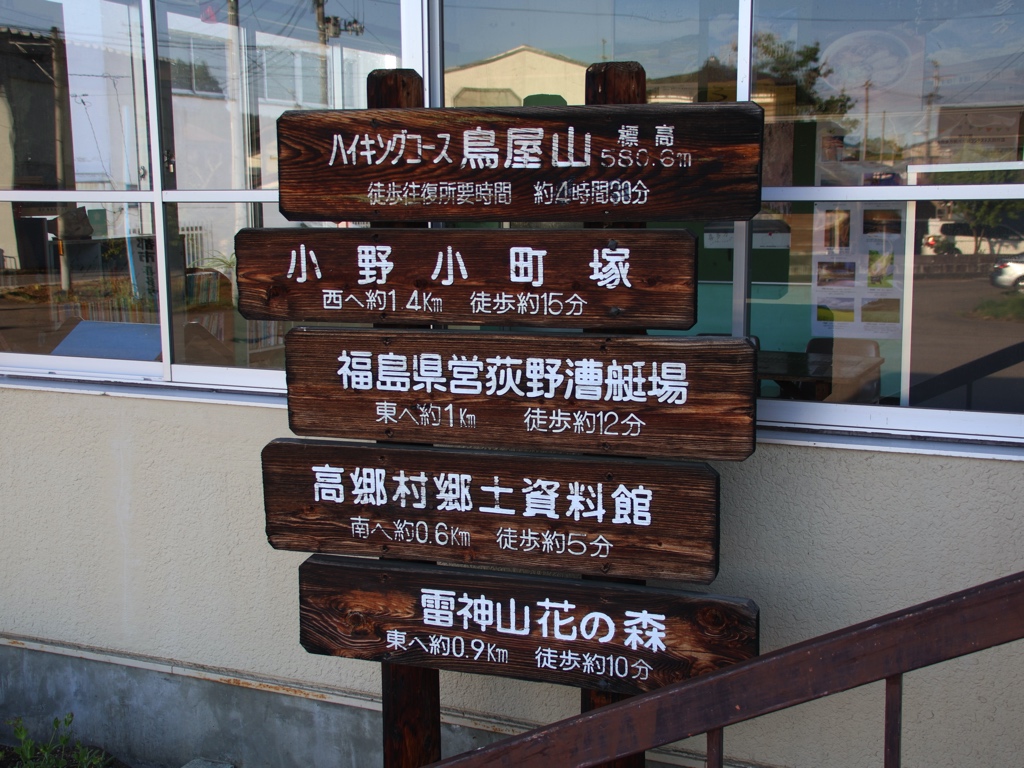 ハイキングコース 鳥屋山 標高 580.6m
徒歩往復所要時間 約4時間30分
小野小町塚
西へ約1.4Km 徒歩約15分
福島県営荻野漕艇場
東へ約1Km 徒歩約12分
高郷村郷土資料館
南へ約0.6Km 徒歩約5分
雷神山花の森
東へ約0.9Km 徒歩約10分